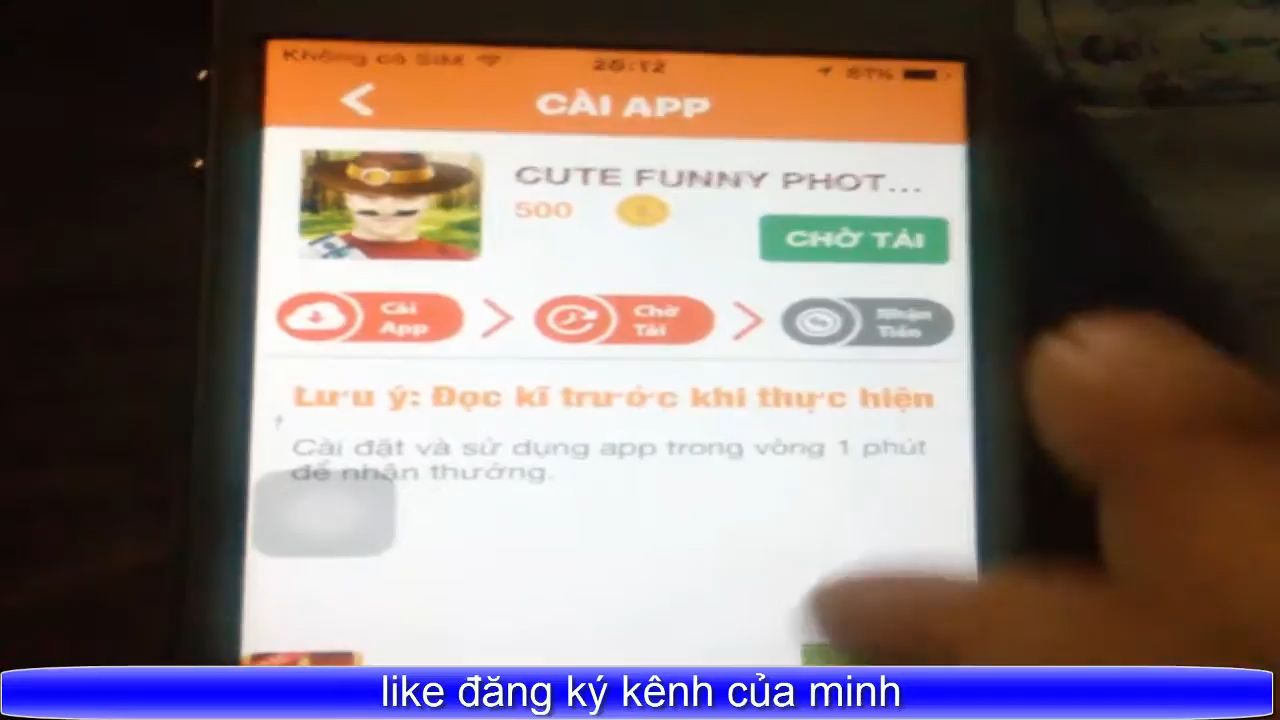 Không có SIM
87%
CÀI APP
CUTE FUNNY PHOT...
500
CHỜ TẢI
Cài
App
Chờ
Tải
Nhận
Tiền
Lưu ý: Đọc kĩ trước khi thực hiện
Cài đặt và sử dụng app trong vòng 1 phút
để nhận thưởng.
like đăng ký kênh của minh